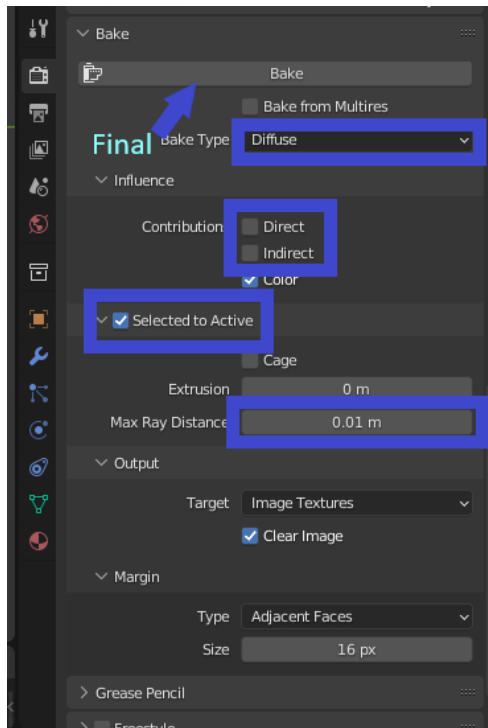 Bake
Bake
Bake from Multires
Final
Bake Type Diffuse
Influence
Contribution Direct
Indirect
Color
Selected to Active
Cage
Extrusion 0 m
Max Ray Distance 0.01 m
Output
Target Image Textures
Clear Image
Margin
Type Adjacent Faces
Size 16 px
Grease Pencil
Freestyle